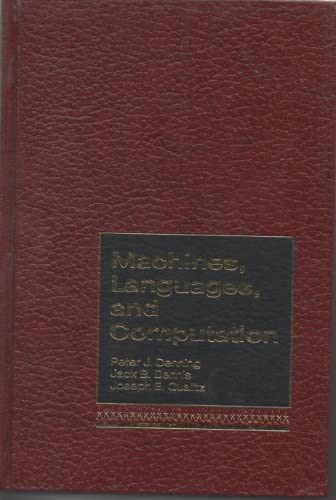 Machines,
Languages,
and
Computation
Peter J. Denning
Jack B. Dennis
Joseph E. Qualitz